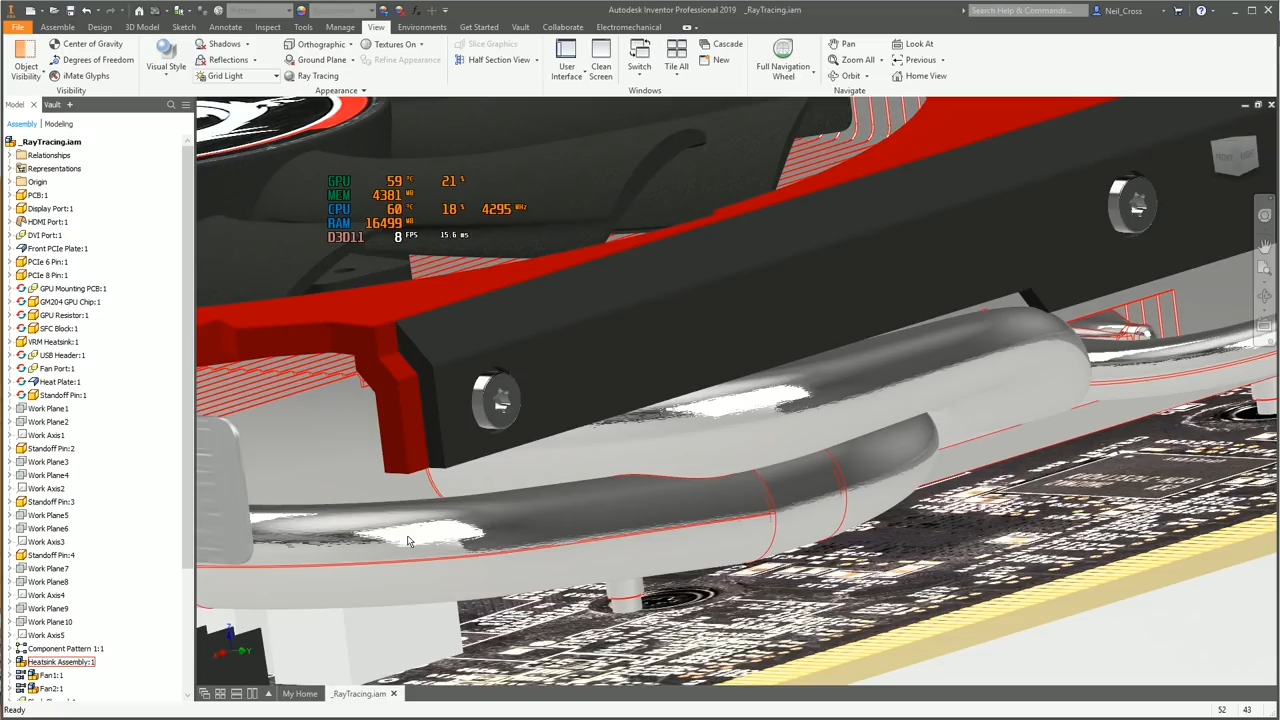 Autodesk Inventor Professional 2019 _RayTracing.iam
Search Help & Commands...
Neil_Cross
File Assemble Design 3D Model Sketch Annotate Inspect Tools Manage View Environments Get Started Vault Collaborate Electromechanical
Object Visibility
Center of Gravity
Degrees of Freedom
iMate Glyphs
Visibility
Visual Style
Shadows
Reflections
Grid Light
Orthographic
Ground Plane
Ray Tracing
Textures On
Refine Appearance
Appearance
Slice Graphics
Half Section View
User Interface
Clean Screen
Switch
Tile All
Cascade
New
Windows
Full Navigation Wheel
Pan
Zoom All
Orbit
Look At
Previous
Home View
Navigate
Model Vault +
Assembly Modeling
_RayTracing.iam
Relationships
Representations
Origin
PCB:1
Display Port:1
HDMI Port:1
DVI Port:1
Front PCIe Plate:1
PCIe 6 Pin:1
PCIe 8 Pin:1
GPU Mounting PCB:1
GM204 GPU Chip:1
GPU Resistor:1
SFC Block:1
VRM Heatsink:1
USB Header:1
Fan Port:1
Heat Plate:1
Standoff Pin:1
Work Plane1
Work Plane2
Work Axis1
Standoff Pin:2
Work Plane3
Work Plane4
Work Axis2
Standoff Pin:3
Work Plane5
Work Plane6
Work Axis3
Standoff Pin:4
Work Plane7
Work Plane8
Work Axis4
Work Plane9
Work Plane10
Work Axis5
Component Pattern 1:1
Heatsink Assembly:1
Fan1:1
Fan2:1
GPU 59 °C 21 %
MEM 4381 MB
CPU 60 °C 18 % 4295 MHz
RAM 16499 MB
D3D11 8 FPS 15.6 ms
Z
X
Y
My Home _RayTracing.iam
Ready
52 43